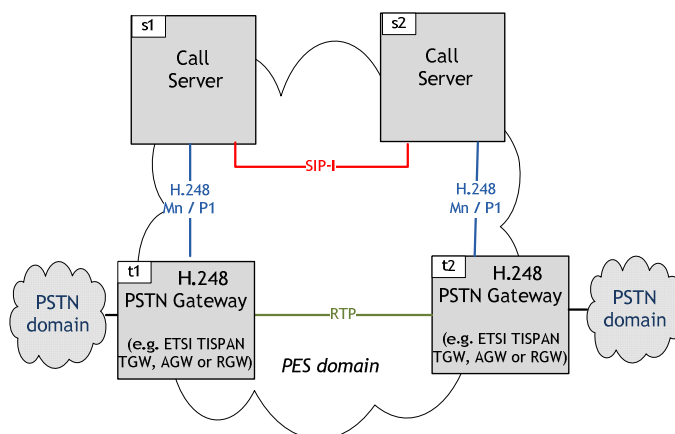 s1
Call
Server
s2
Call
Server
SIP-I
H.248
Mn / P1
H.248
Mn / P1
t1
H.248
PSTN Gateway
(e.g. ETSI TISPAN
TGW, AGW or RGW)
t2
H.248
PSTN Gateway
(e.g. ETSI TISPAN
TGW, AGW or RGW)
PSTN
domain
RTP
PSTN
domain
PES domain